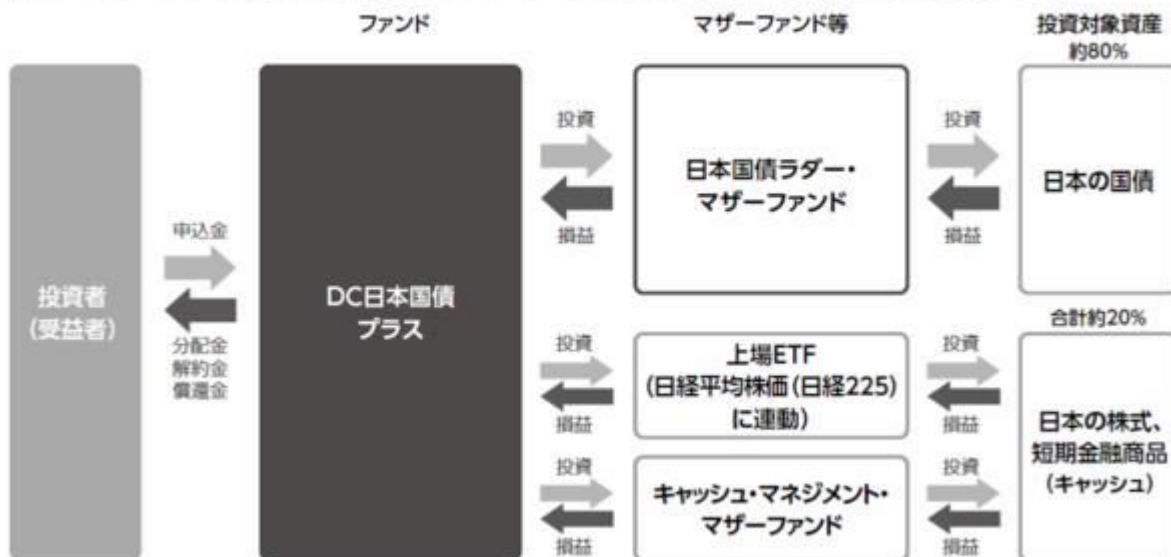 ファンド
マザーファンド等
投資対象資産
約80%
投資者
(受益者)
申込金
分配金
解約金
償還金
DC日本国債
プラス
投資
損益
日本国債ラダー・
マザーファンド
投資
損益
日本の国債
投資
損益
上場ETF
(日経平均株価(日経225)
に連動)
投資
損益
合計約20%
日本の株式、
短期金融商品
(キャッシュ)
投資
損益
キャッシュ・マネジメント・
マザーファンド
投資
損益